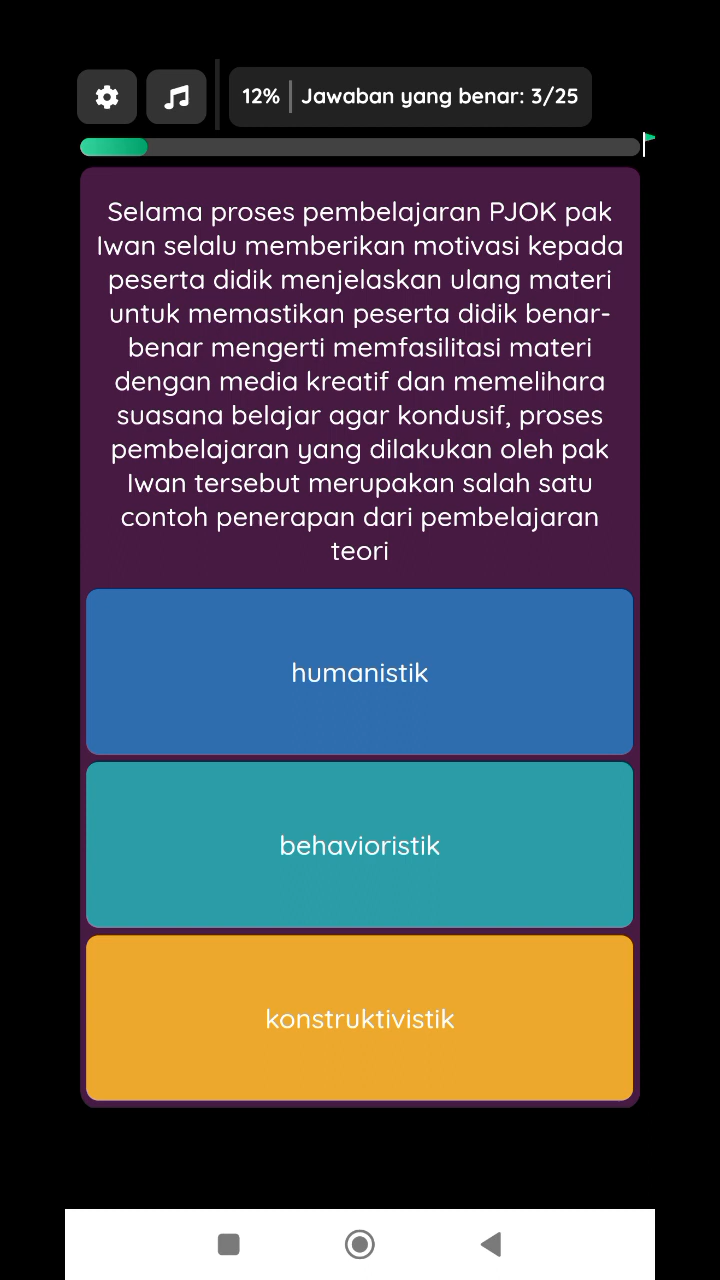 12% Jawaban yang benar: 3/25
Selama proses pembelajaran PJOK pak
Iwan selalu memberikan motivasi kepada
peserta didik menjelaskan ulang materi
untuk memastikan peserta didik benar-
benar mengerti memfasilitasi materi
dengan media kreatif dan memelihara
suasana belajar agar kondusif, proses
pembelajaran yang dilakukan oleh pak
Iwan tersebut merupakan salah satu
contoh penerapan dari pembelajaran
teori
humanistik
behavioristik
konstruktivistik